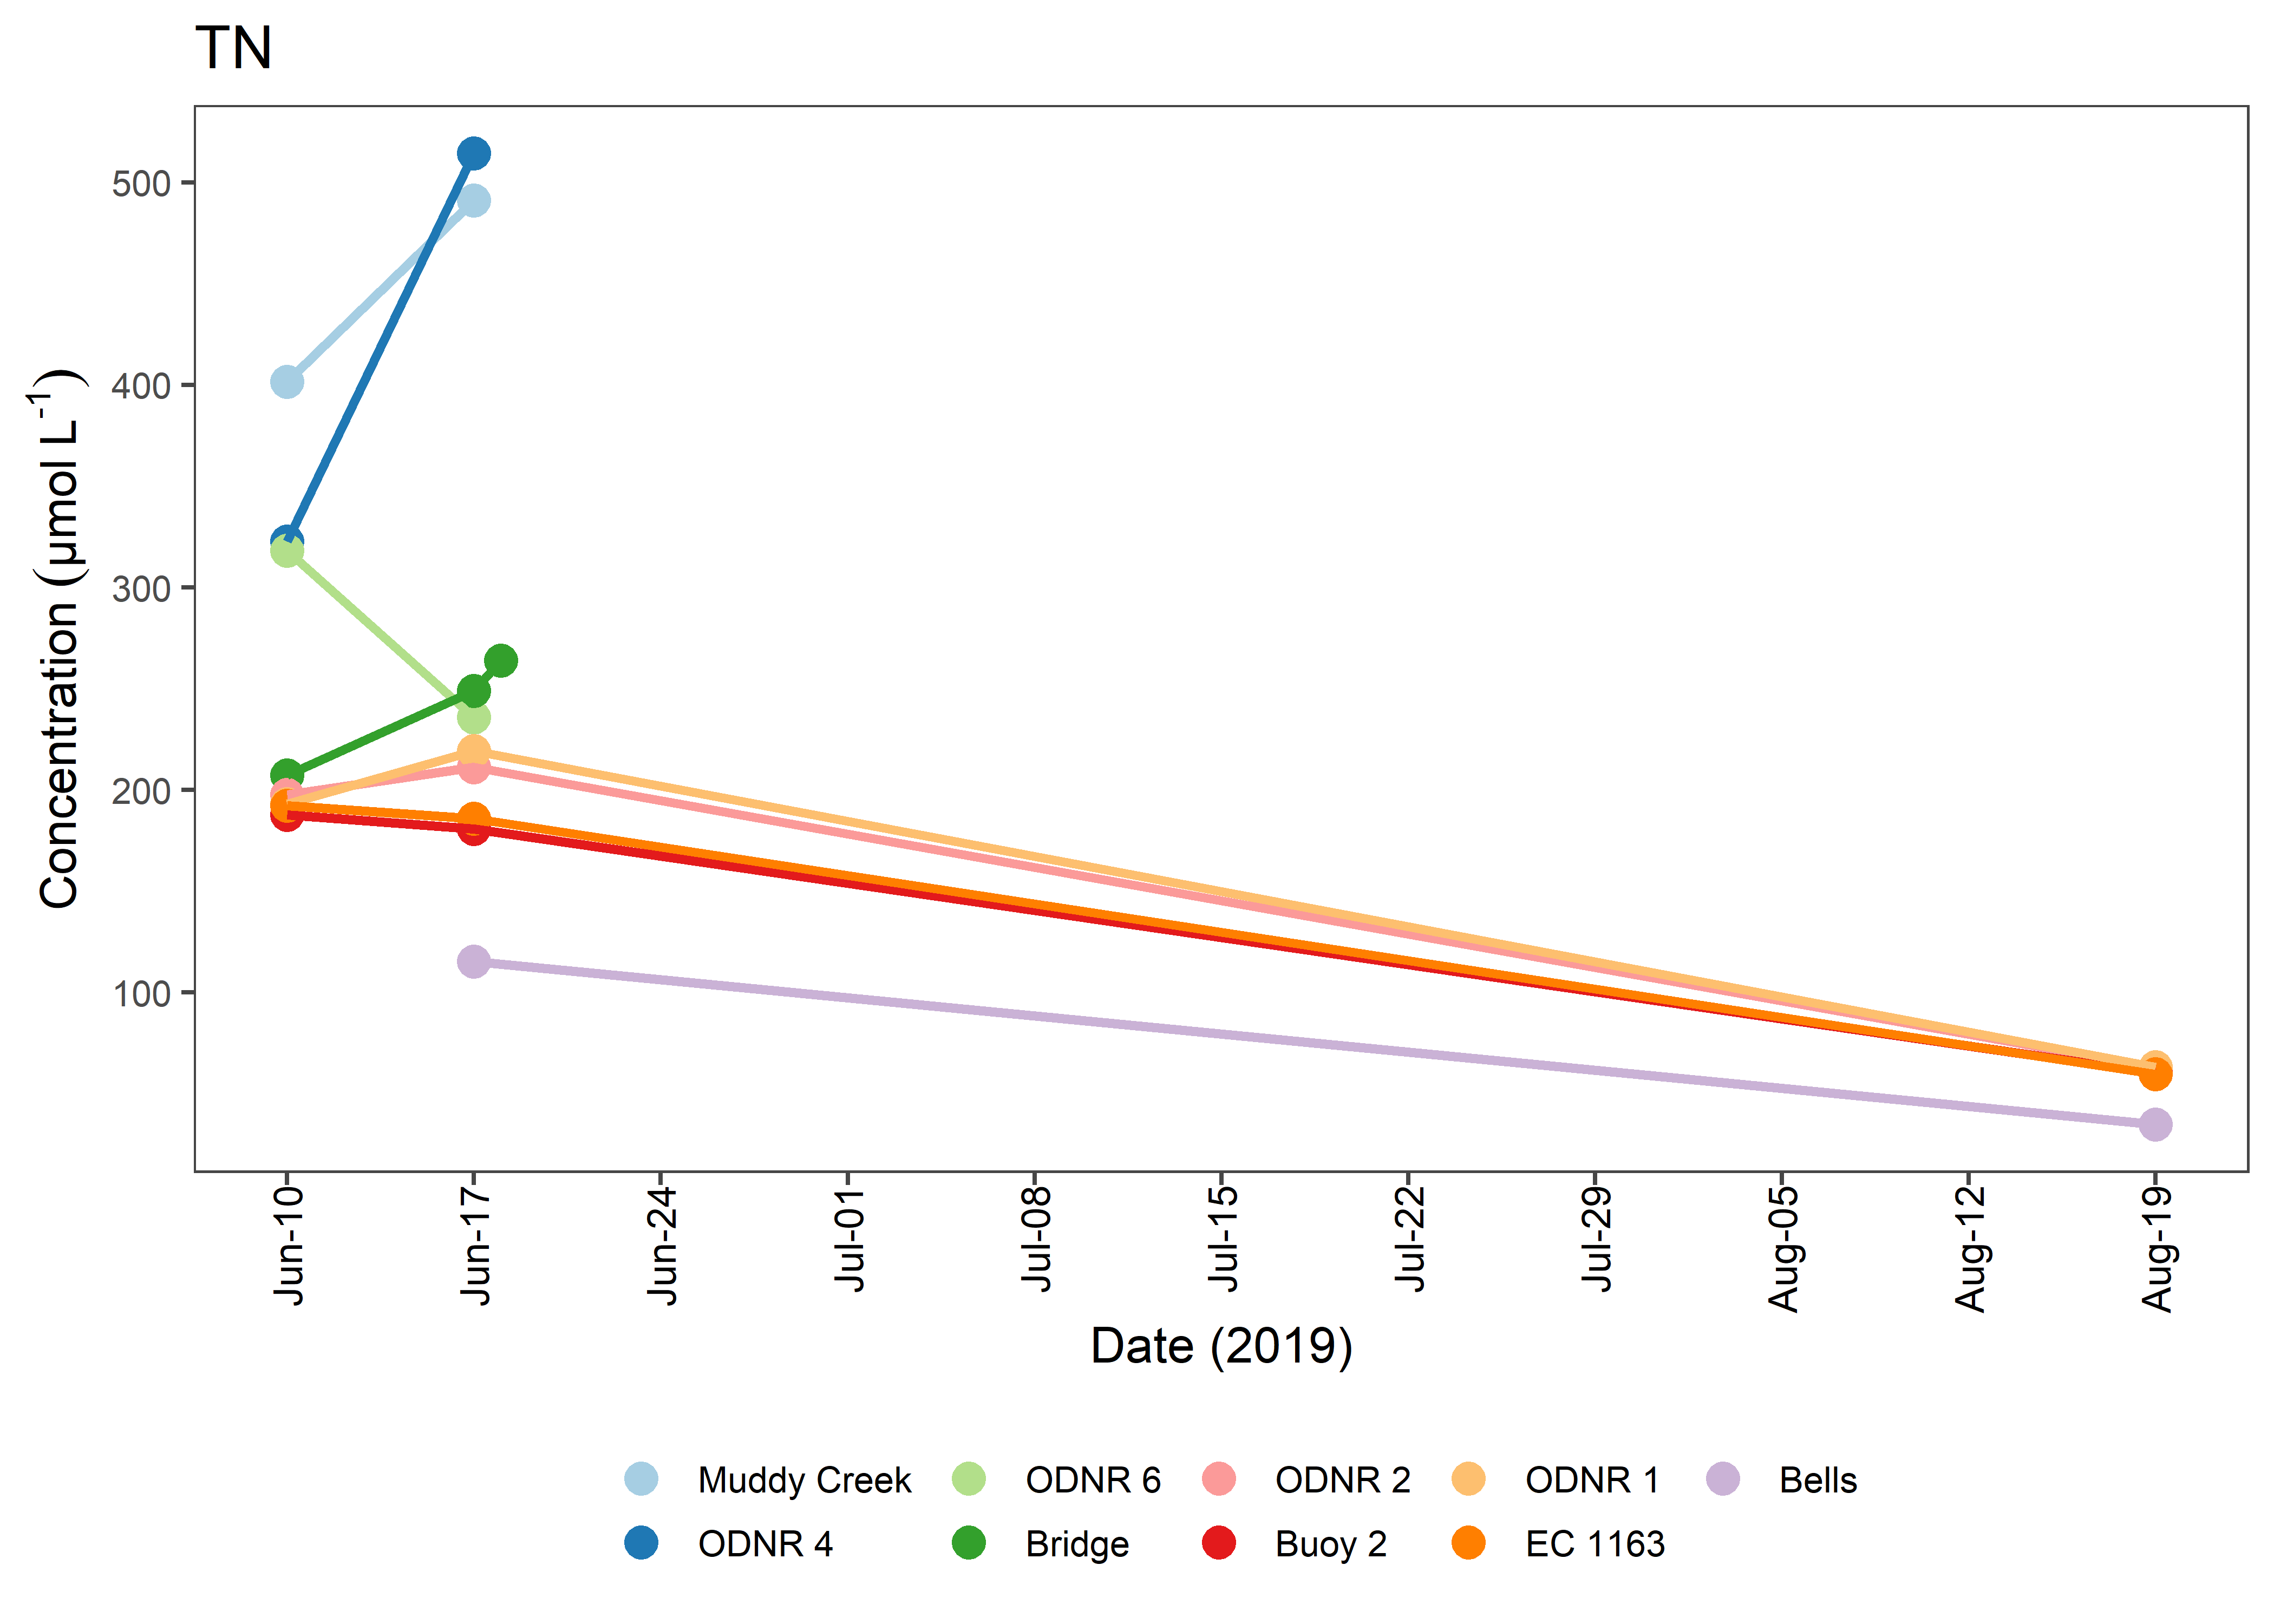 TN
Concentration (µmol L⁻¹)
500
400
300
200
100
Jun-10
Jun-17
Jun-24
Jul-01
Jul-08
Jul-15
Jul-22
Jul-29
Aug-05
Aug-12
Aug-19
Date (2019)
Muddy Creek ODNR 6 ODNR 2 ODNR 1 Bells
ODNR 4 Bridge Buoy 2 EC 1163